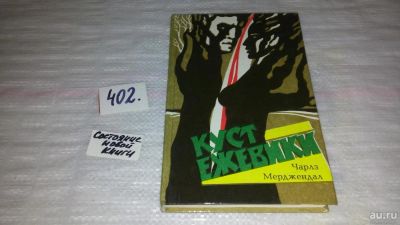 402.
Состояние
новой
книги
КУСТ
ЕЖЕВИКИ
Чарлз
Мерджендал
au.ru